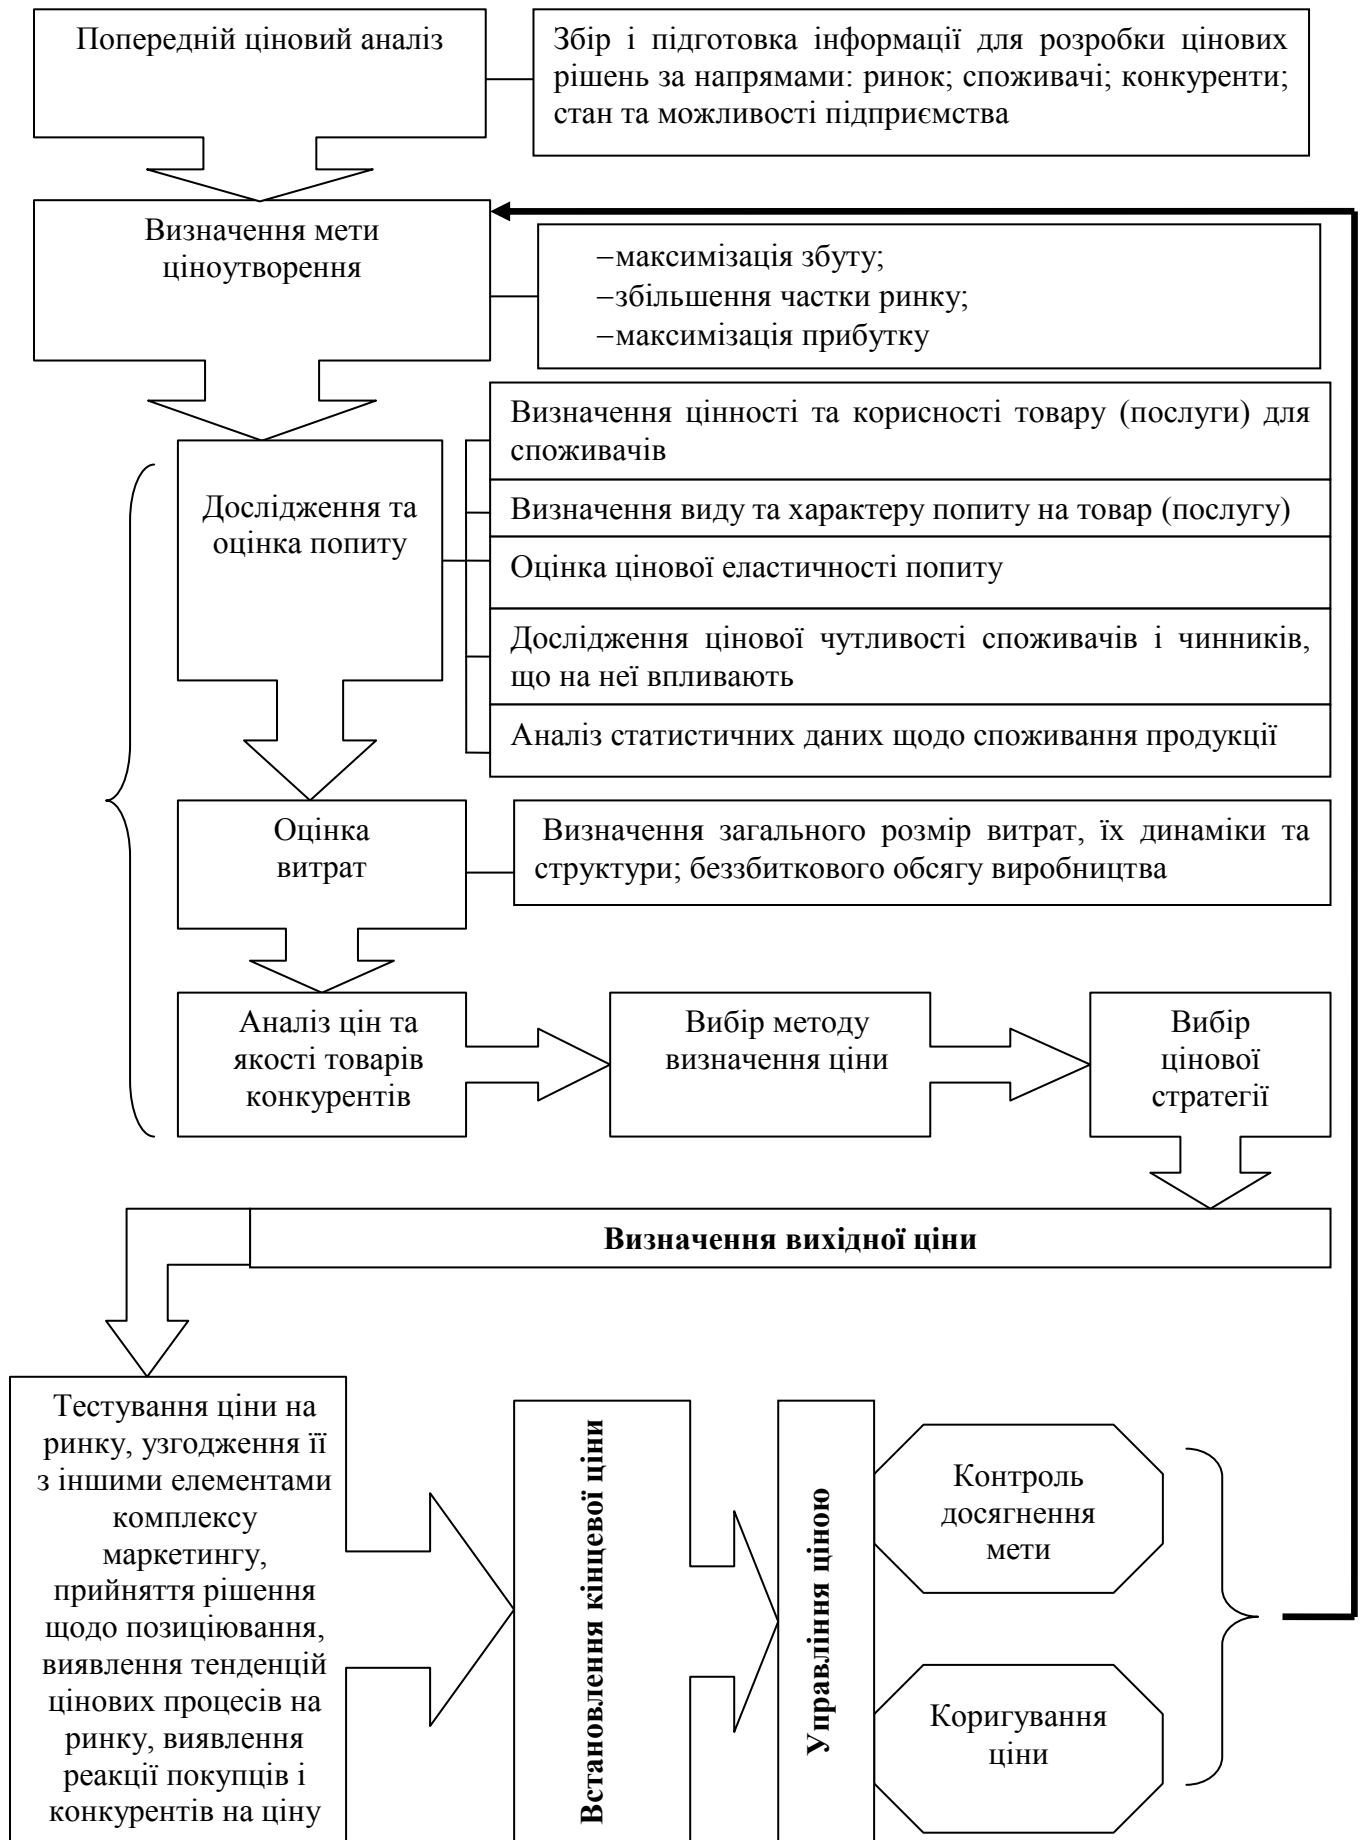 Попередній ціновий аналіз
Збір і підготовка інформації для розробки цінових
рішень за напрямами: ринок; споживачі; конкуренти;
стан та можливості підприємства
Визначення мети
ціноутворення
–максимізація збуту;
–збільшення частки ринку;
–максимізація прибутку
Дослідження та
оцінка попиту
Визначення цінності та корисності товару (послуги) для
споживачів
Визначення виду та характеру попиту на товар (послугу)
Оцінка цінової еластичності попиту
Дослідження цінової чутливості споживачів і чинників,
що на неї впливають
Аналіз статистичних даних щодо споживання продукції
Оцінка
витрат
Визначення загального розмір витрат, їх динаміки та
структури; беззбиткового обсягу виробництва
Аналіз цін та
якості товарів
конкурентів
Вибір методу
визначення ціни
Вибір
цінової
стратегії
Визначення вихідної ціни
Тестування ціни на
ринку, узгодження її
з іншими елементами
комплексу
маркетингу,
прийняття рішення
щодо позиціювання,
виявлення тенденцій
цінових процесів на
ринку, виявлення
реакції покупців і
конкурентів на ціну
Встановлення кінцевої ціни
Управління ціною
Контроль
досягнення
мети
Коригування
ціни